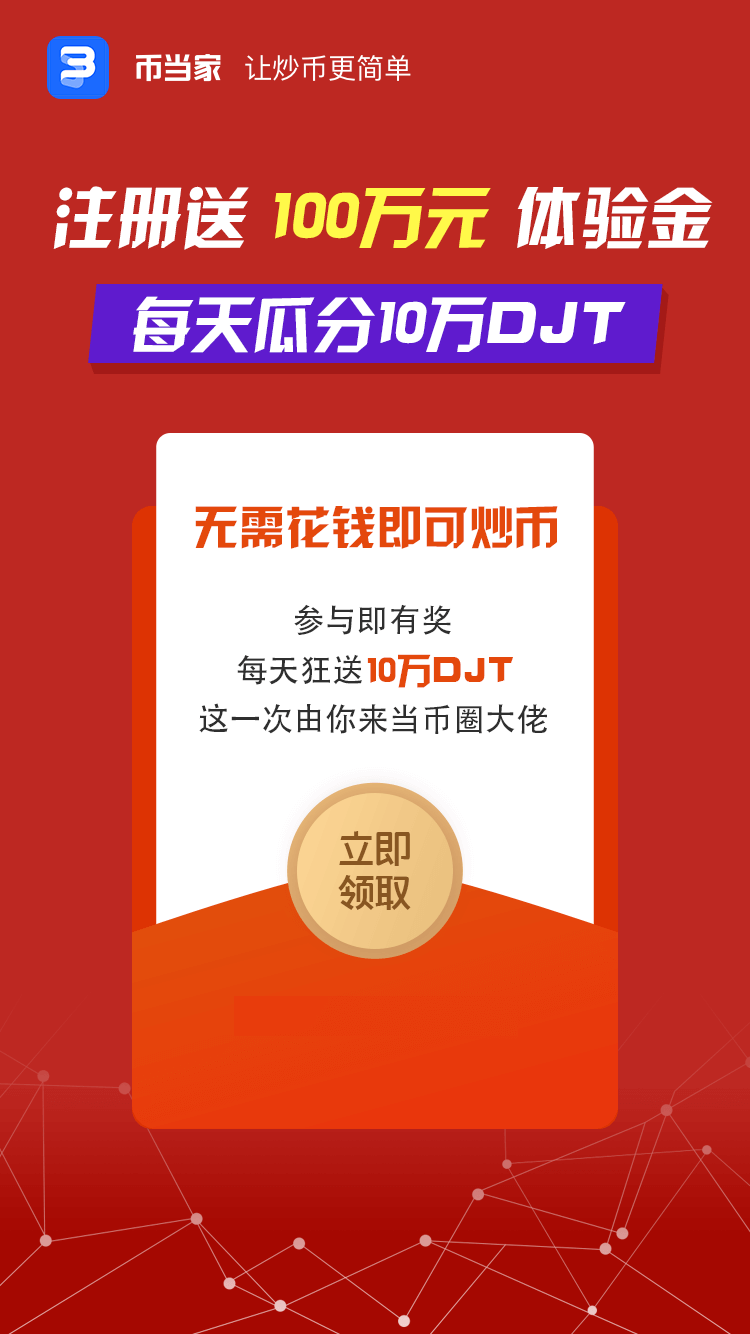 币当家 让炒币更简单
注册送 100万元 体验金
每天瓜分10万DJT
无需花钱即可炒币
参与即有奖
每天狂送10万DJT
这一次由你来当币圈大佬
立即
领取